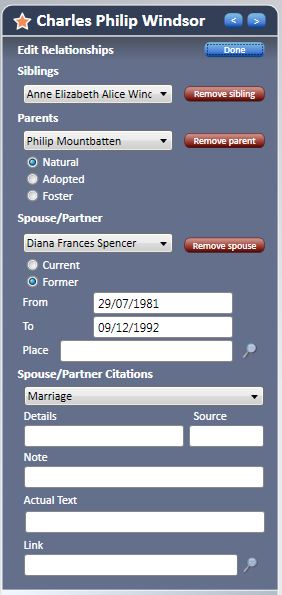 Charles Philip Windsor < >
Edit Relationships Done
Siblings
Anne Elizabeth Alice Winc Remove sibling
Parents
Philip Mountbatten Remove parent
Natural
Adopted
Foster
Spouse/Partner
Diana Frances Spencer Remove spouse
Current
Former
From 29/07/1981
To 09/12/1992
Place
Spouse/Partner Citations
Marriage
Details Source
Note
Actual Text
Link